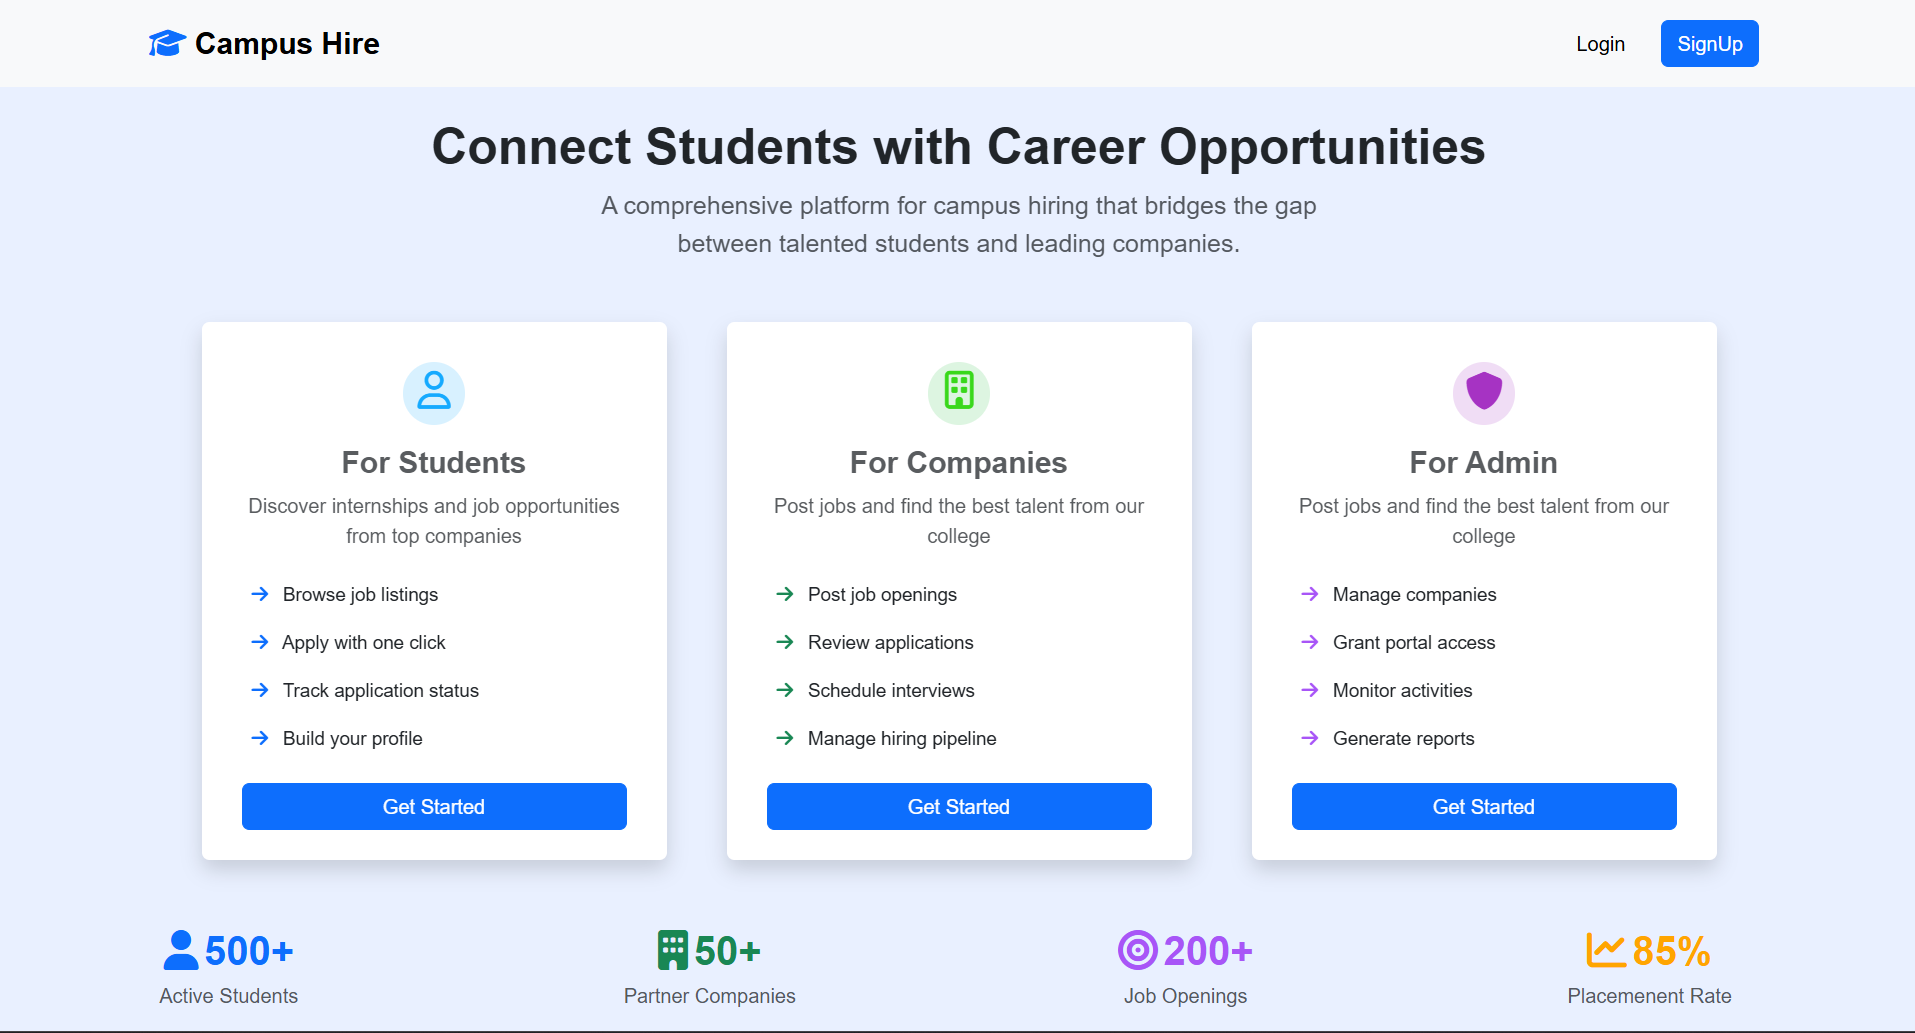 Campus Hire
Login
SignUp
Connect Students with Career Opportunities
A comprehensive platform for campus hiring that bridges the gap
between talented students and leading companies.
For Students
Discover internships and job opportunities
from top companies
Browse job listings
Apply with one click
Track application status
Build your profile
Get Started
For Companies
Post jobs and find the best talent from our
college
Post job openings
Review applications
Schedule interviews
Manage hiring pipeline
Get Started
For Admin
Post jobs and find the best talent from our
college
Manage companies
Grant portal access
Monitor activities
Generate reports
Get Started
500+
Active Students
50+
Partner Companies
200+
Job Openings
85%
Placemenent Rate